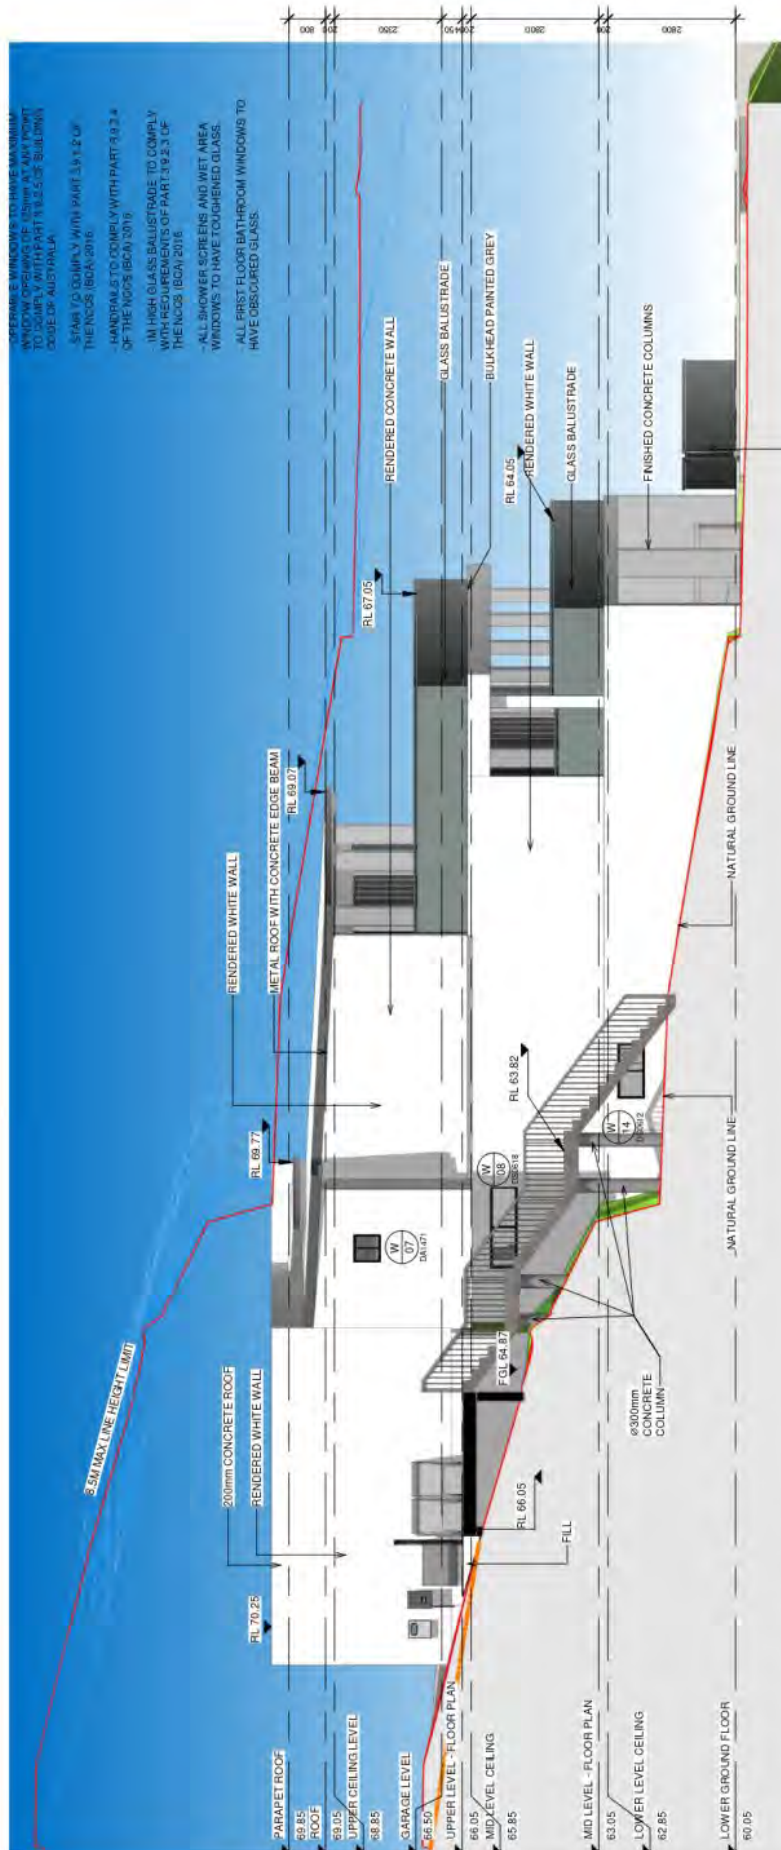 OPERABLE WINDOWS TO HAVE MAXIMUM
WINDOW OPENING OF 125mm AT ANY POINT
TO COMPLY WITH PART 3.9.2.5 OF BUILDING
CODE OF AUSTRALIA.
- STAIR TO COMPLY WITH PART 3.9.1.2 OF
THE NCCS (BCA) 2016
- HANDRAILS TO COMPLY WITH PART 3.9.2.4
OF THE NCCS (BCA) 2016
- 1M HIGH GLASS BALUSTRADE TO COMPLY
WITH REQUIREMENTS OF PART 3.9.2.3 OF
THE NCCS (BCA) 2016
- ALL SHOWER SCREENS AND WET AREA
WINDOWS TO HAVE TOUGHENED GLASS.
- ALL FIRST FLOOR BATHROOM WINDOWS TO
HAVE OBSCURED GLASS.
8.5M MAX LINE HEIGHT LIMIT
200mm CONCRETE ROOF
RENDERED WHITE WALL
RL 70.25
RL 69.77
RENDERED WHITE WALL
METAL ROOF WITH CONCRETE EDGE BEAM
RL 69.07
RL 67.05
RENDERED CONCRETE WALL
GLASS BALUSTRADE
BULKHEAD PAINTED GREY
RL 64.05
RENDERED WHITE WALL
GLASS BALUSTRADE
FINISHED CONCRETE COLUMNS
W
07
DA1471
W
08
DS0618
W
14
DS0612
RL 63.82
FGL 64.87
RL 66.05
FILL
ø300mm
CONCRETE
COLUMN
NATURAL GROUND LINE
NATURAL GROUND LINE
PARAPET ROOF
69.85
ROOF
69.05
UPPER CEILING LEVEL
68.85
GARAGE LEVEL
66.50
UPPER LEVEL - FLOOR PLAN
66.05
MID LEVEL CEILING
65.85
MID LEVEL - FLOOR PLAN
63.05
LOWER LEVEL CEILING
62.85
LOWER GROUND FLOOR
60.05
800
2350
450
2800
2800